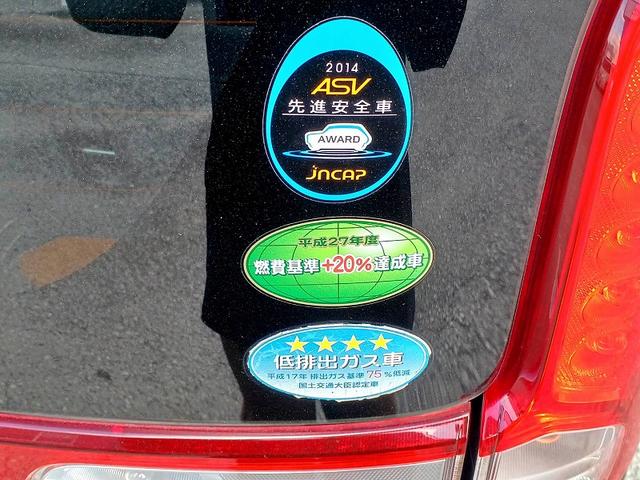 2014
ASV
先進安全車
AWARD
JNCAP
平成27年度
燃費基準+20%達成車
低排出ガス車
平成17年 排出ガス基準75%低減
国土交通大臣認定車